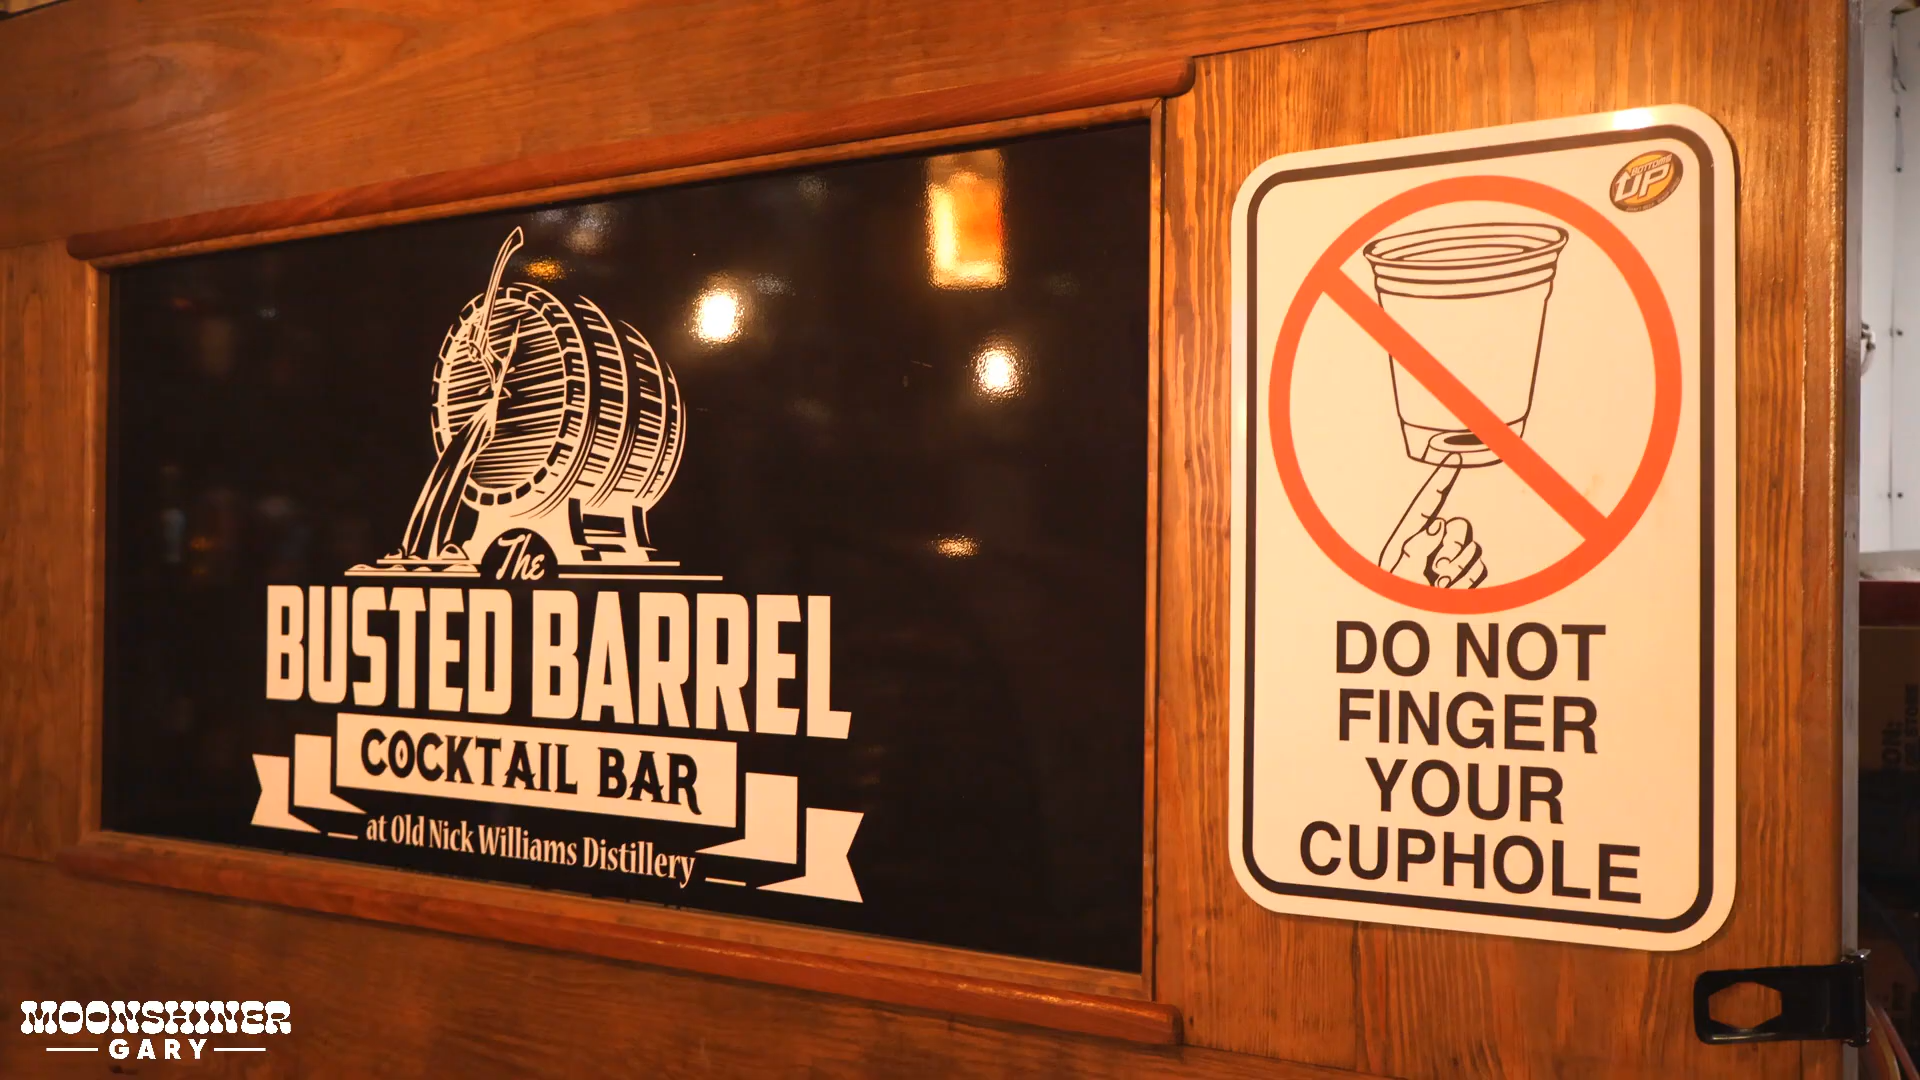 The
BUSTED BARREL
COCKTAIL BAR
at Old Nick Williams Distillery
BOTTOMS
UP
DO NOT
FINGER
YOUR
CUPHOLE
MOONSHINER
GARY